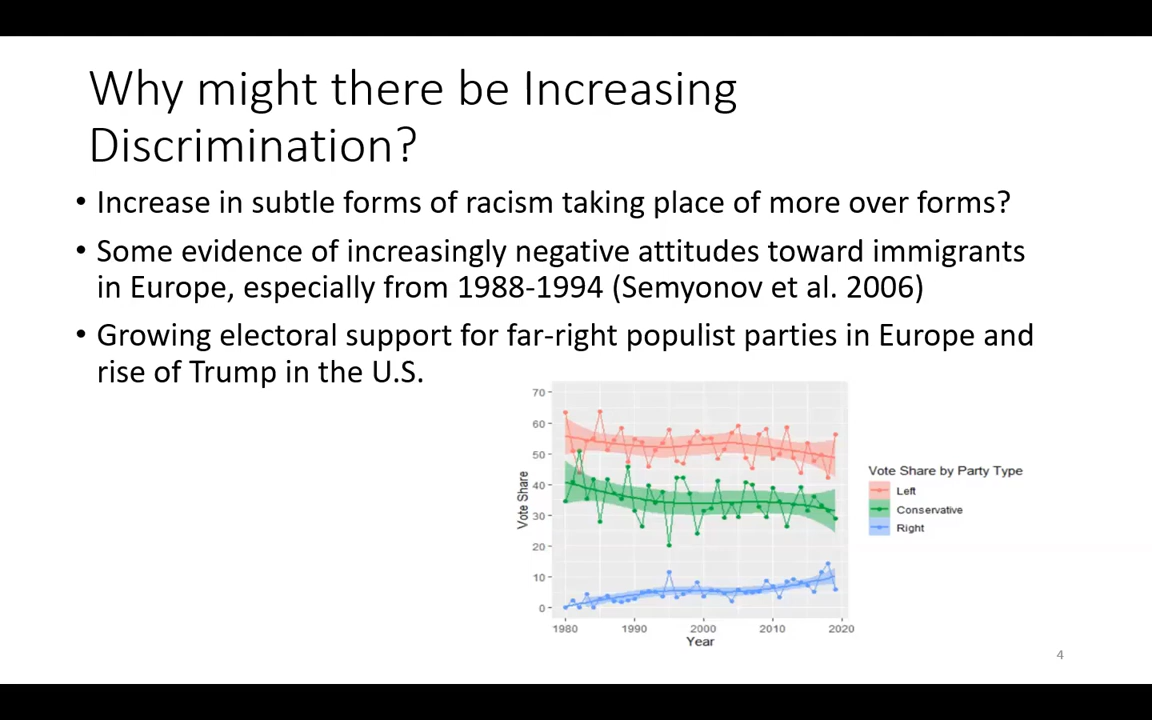 Why might there be Increasing
Discrimination?
• Increase in subtle forms of racism taking place of more over forms?
• Some evidence of increasingly negative attitudes toward immigrants
in Europe, especially from 1988-1994 (Semyonov et al. 2006)
• Growing electoral support for far-right populist parties in Europe and
rise of Trump in the U.S.
70
60
50
40
30
20
10
0
Vote Share
1980 1990 2000 2010 2020
Year
Vote Share by Party Type
Left
Conservative
Right
4